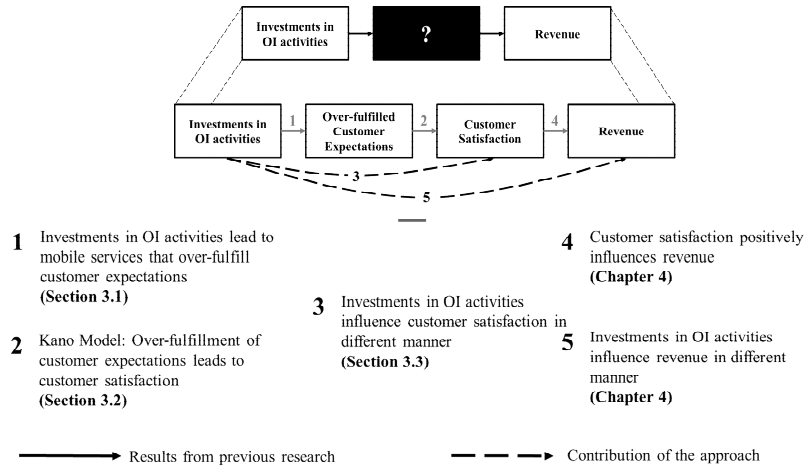 Investments in
OI activities
?
Revenue
Investments in
OI activities
1
Over-fulfilled
Customer
Expectations
2
Customer
Satisfaction
4
Revenue
3
5
1 Investments in OI activities lead to
mobile services that over-fulfill
customer expectations
(Section 3.1)
2 Kano Model: Over-fulfillment of
customer expectations leads to
customer satisfaction
(Section 3.2)
3 Investments in OI activities
influence customer satisfaction in
different manner
(Section 3.3)
4 Customer satisfaction positively
influences revenue
(Chapter 4)
5 Investments in OI activities
influence revenue in different
manner
(Chapter 4)
Results from previous research
Contribution of the approach